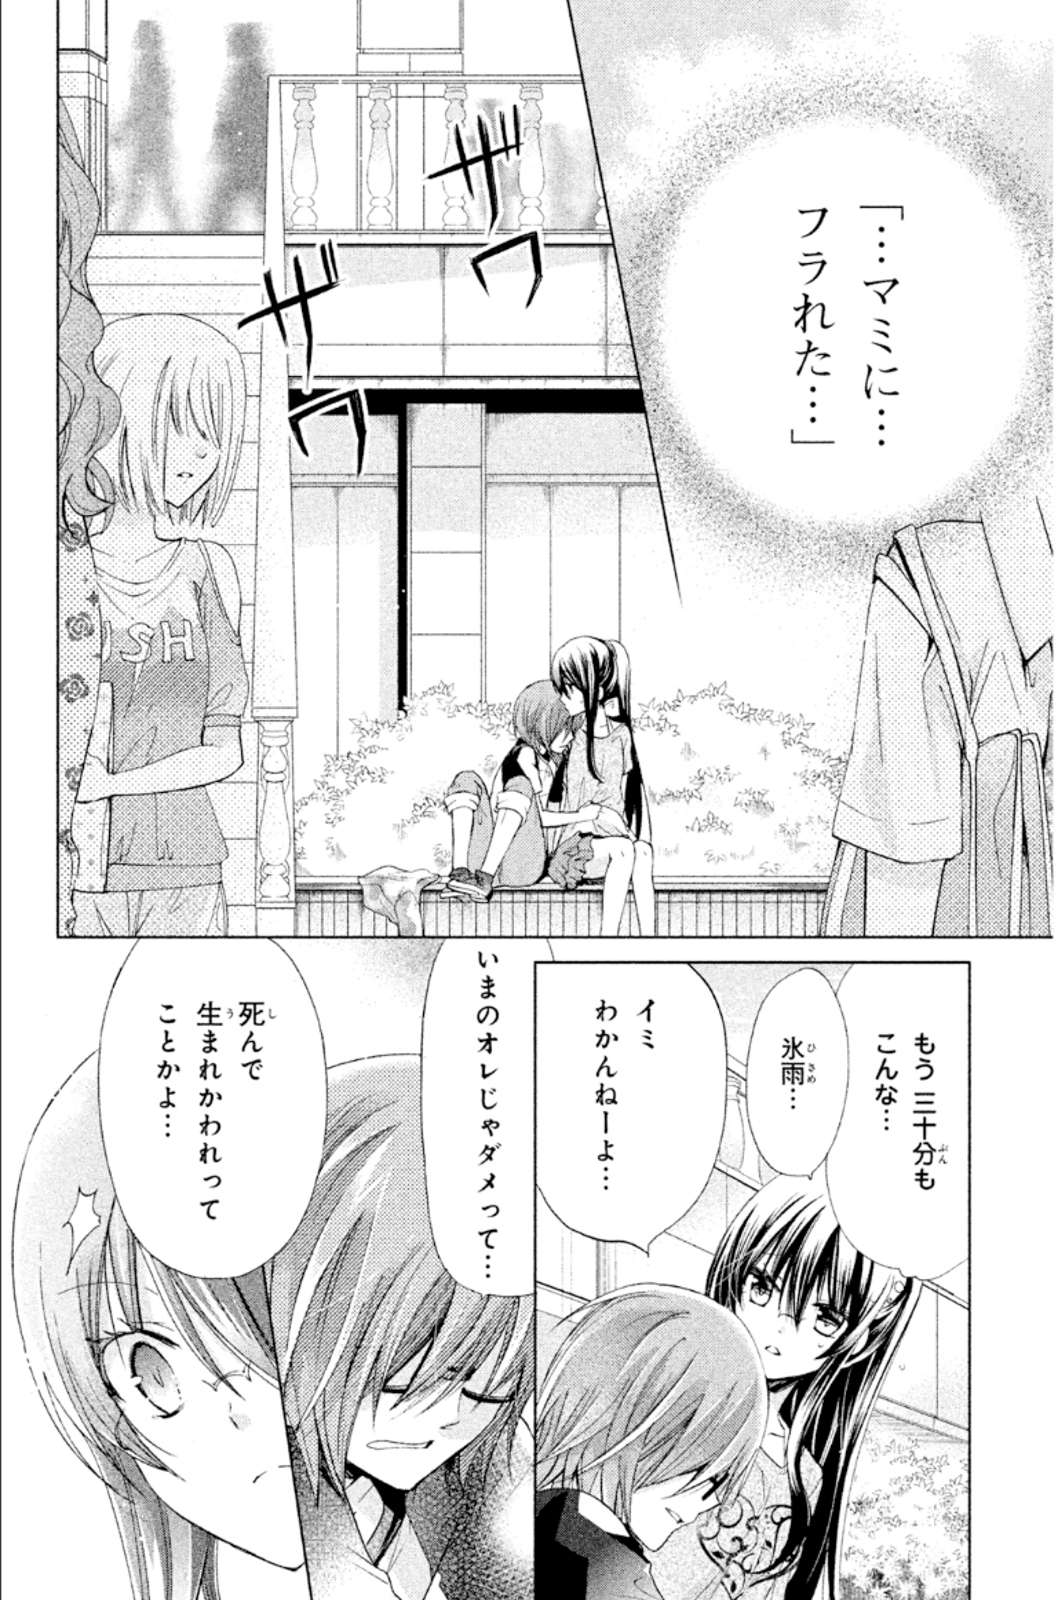 「…マミに…
フラれた…」
ザワ
ザワ
ISH
もう三十分も
こんな…
氷雨…
イミ
わかんねーよ…
いまのオレじゃダメって…
死んで
生まれかわれって
ことかよ…